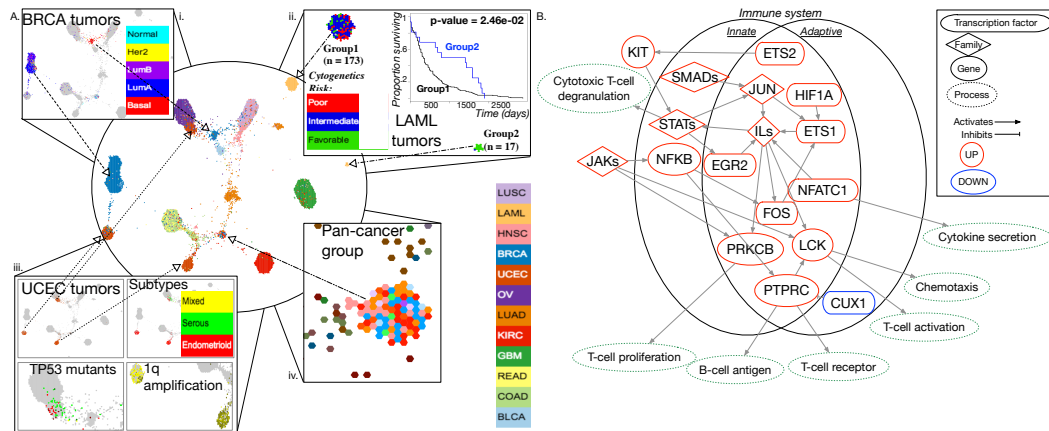 A.
BRCA tumors
i.
Normal
Her2
LumB
LumA
Basal
ii.
Group1
(n = 173)
Cytogenetics
Risk:
Poor
Intermediate
Favorable
LAML
tumors
Proportion surviving
.2
.6
1
p-value = 2.46e-02
Group2
Group1
500
1500
2500
Time (days)
Group2
(n = 17)
iii.
UCEC tumors
Subtypes
Mixed
Serous
Endometrioid
TP53 mutants
1q
amplification
iv.
Pan-cancer
group
LUSC
LAML
HNSC
BRCA
UCEC
OV
LUAD
KIRC
GBM
READ
COAD
BLCA
B.
Immune system
Innate
Adaptive
KIT
ETS2
Cytotoxic T-cell
degranulation
SMADs
JUN
HIF1A
STATs
ILs
ETS1
JAKs
NFKB
EGR2
NFATC1
FOS
PRKCB
LCK
Cytokine secretion
PTPRC
CUX1
Chemotaxis
T-cell activation
T-cell proliferation
B-cell antigen
T-cell receptor
Transcription factor
Family
Gene
Process
Activates
Inhibits
UP
DOWN